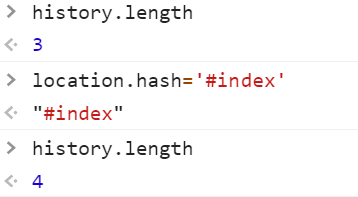 > history.length
<· 3
> location.hash='#index'
<· "#index"
> history.length
<· 4